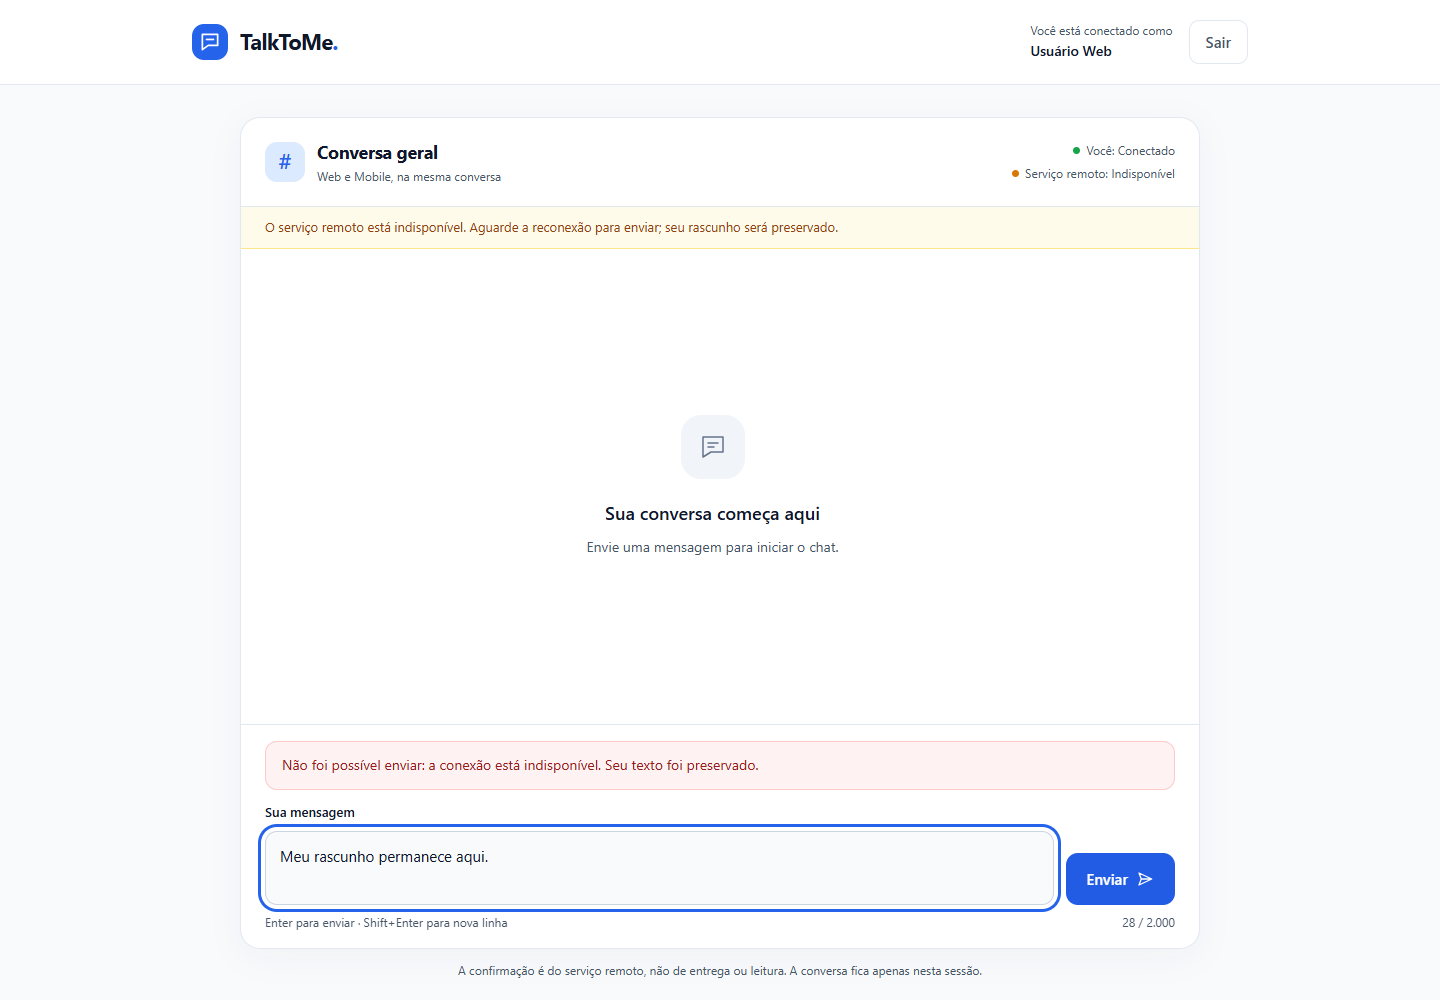 TalkToMe.
Você está conectado como
Usuário Web
Sair
#
Conversa geral
Web e Mobile, na mesma conversa
Você: Conectado
Serviço remoto: Indisponível
O serviço remoto está indisponível. Aguarde a reconexão para enviar; seu rascunho será preservado.
Sua conversa começa aqui
Envie uma mensagem para iniciar o chat.
Não foi possível enviar: a conexão está indisponível. Seu texto foi preservado.
Sua mensagem
Meu rascunho permanece aqui.
Enviar
Enter para enviar · Shift+Enter para nova linha
28 / 2.000
A confirmação é do serviço remoto, não de entrega ou leitura. A conversa fica apenas nesta sessão.